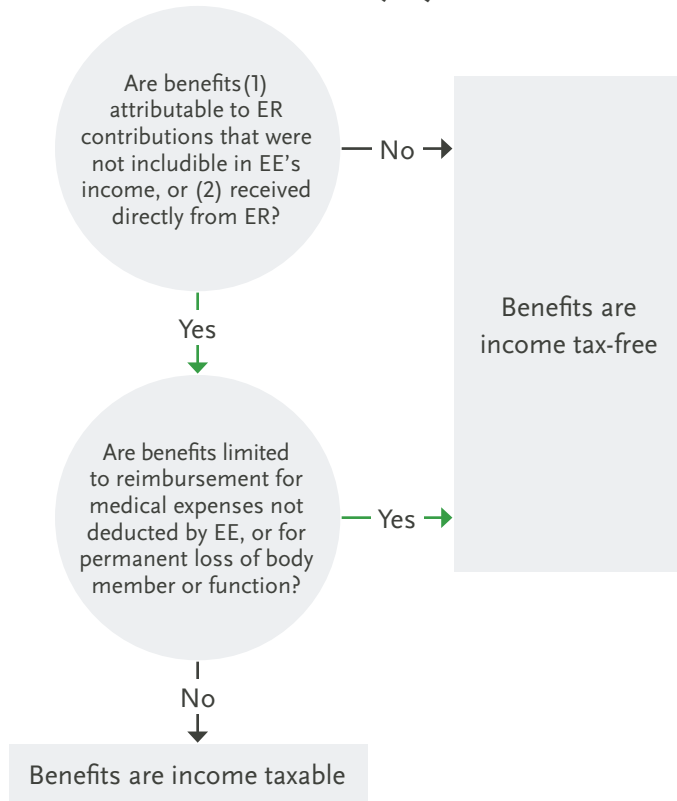 Are benefits(1)
attributable to ER
contributions that were
not includible in EE’s
income, or (2) received
directly from ER?
No
Benefits are
income tax-free
Yes
Are benefits limited
to reimbursement for
medical expenses not
deducted by EE, or for
permanent loss of body
member or function?
Yes
No
Benefits are income taxable